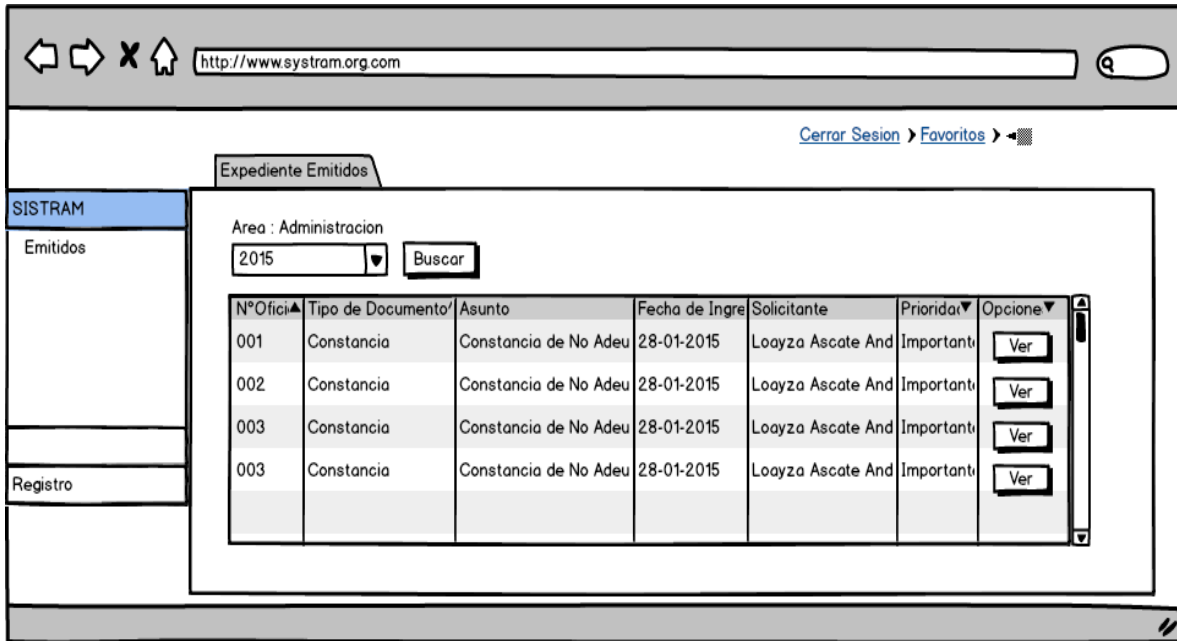 http://www.systram.org.com
Cerrar Sesion Favoritos
Expediente Emitidos
SISTRAM
Emitidos
Registro
Area : Administracion
2015 Buscar
N°Ofici Tipo de Documento Asunto Fecha de Ingre Solicitante Prioridad Opcione
001 Constancia Constancia de No Adeu 28-01-2015 Loayza Ascate And Important Ver
002 Constancia Constancia de No Adeu 28-01-2015 Loayza Ascate And Important Ver
003 Constancia Constancia de No Adeu 28-01-2015 Loayza Ascate And Important Ver
003 Constancia Constancia de No Adeu 28-01-2015 Loayza Ascate And Important Ver